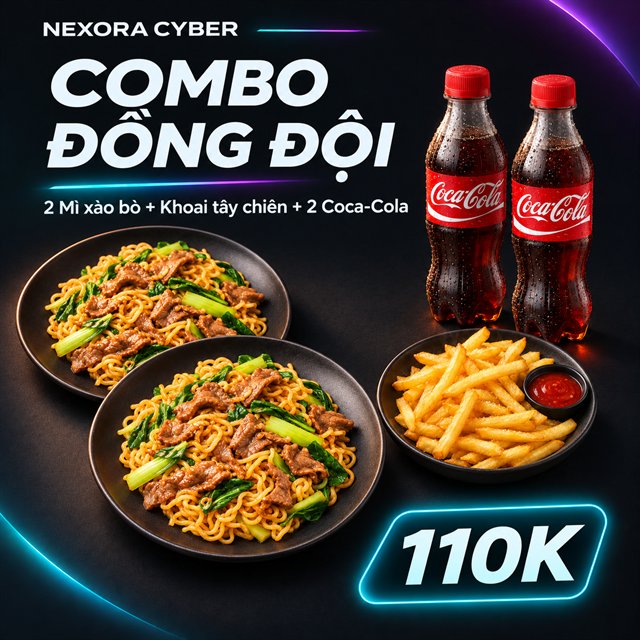 NEXORA CYBER
COMBO
ĐỒNG ĐỘI
2 Mì xào bò + Khoai tây chiên + 2 Coca-Cola
Coca-Cola
Coca-Cola
110K